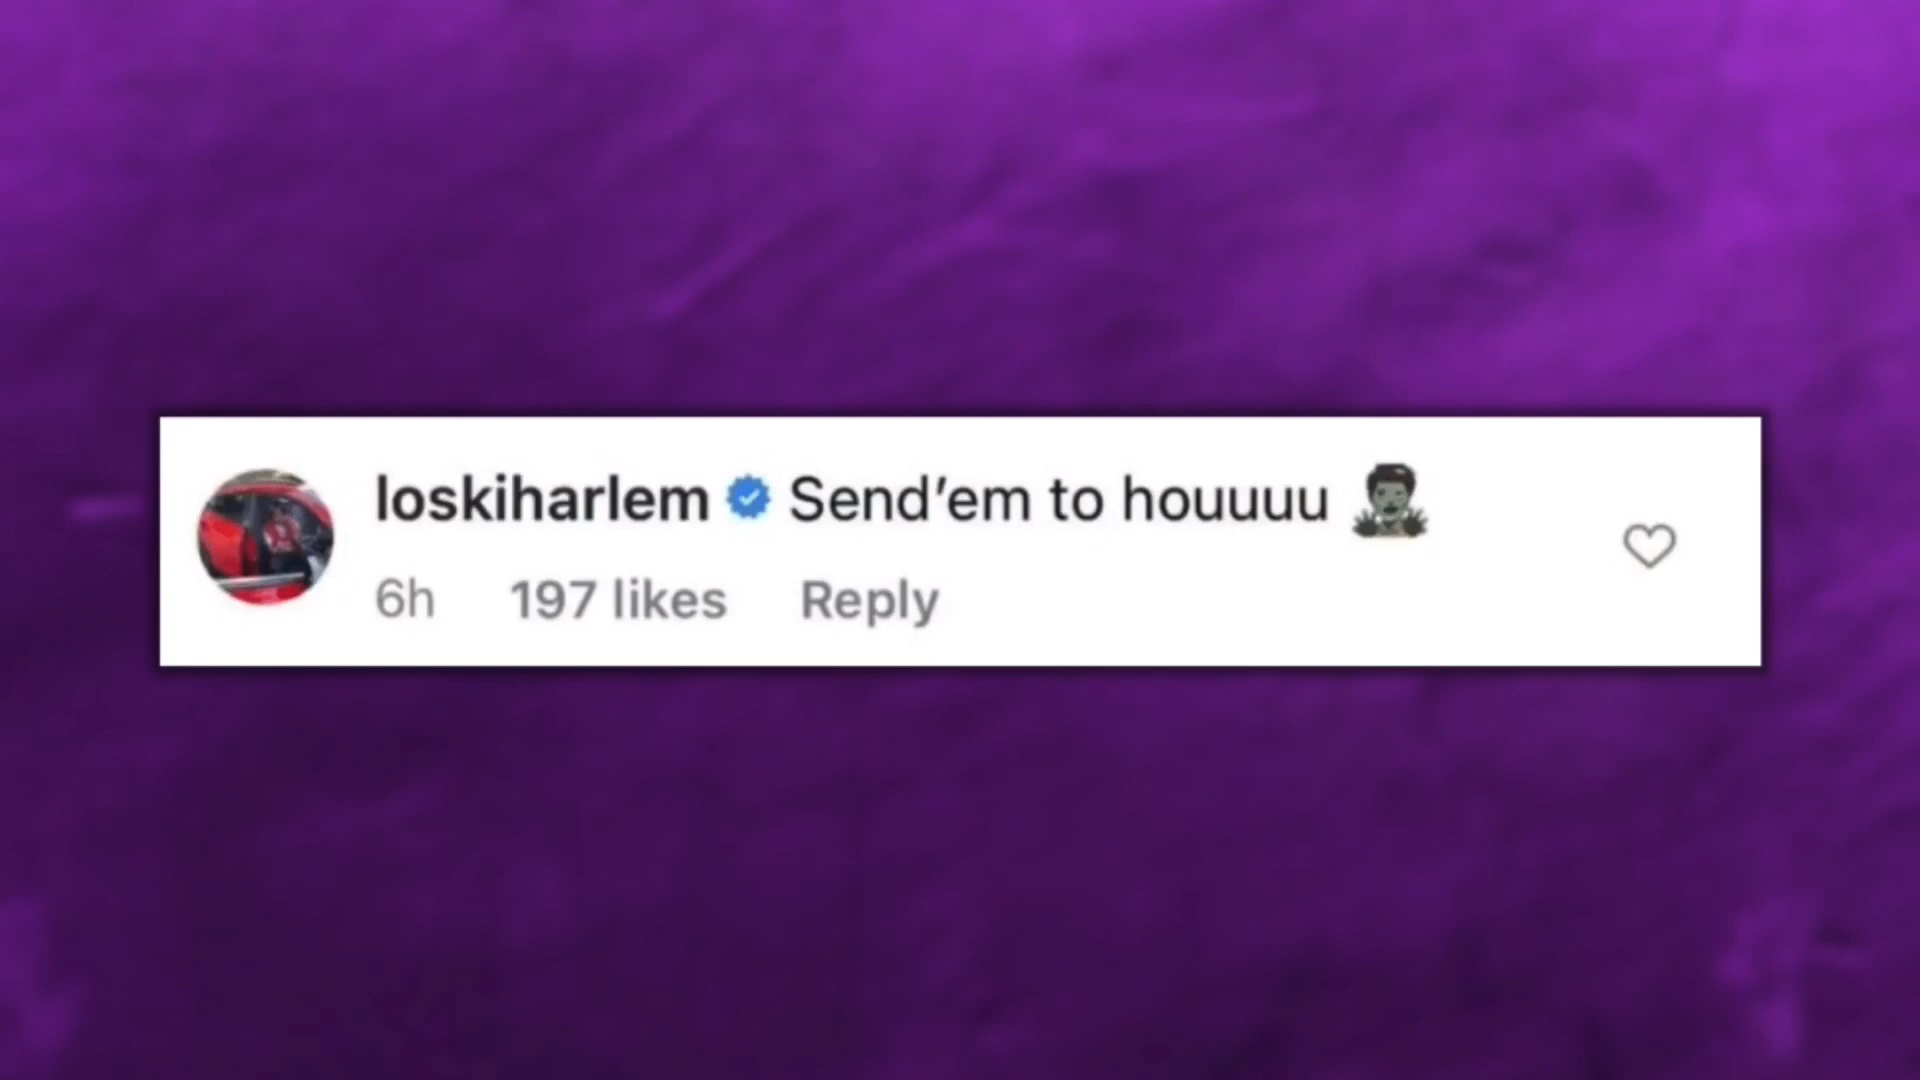 loskiharlem Send’em to houuuu 🧟‍♂️
6h 197 likes Reply